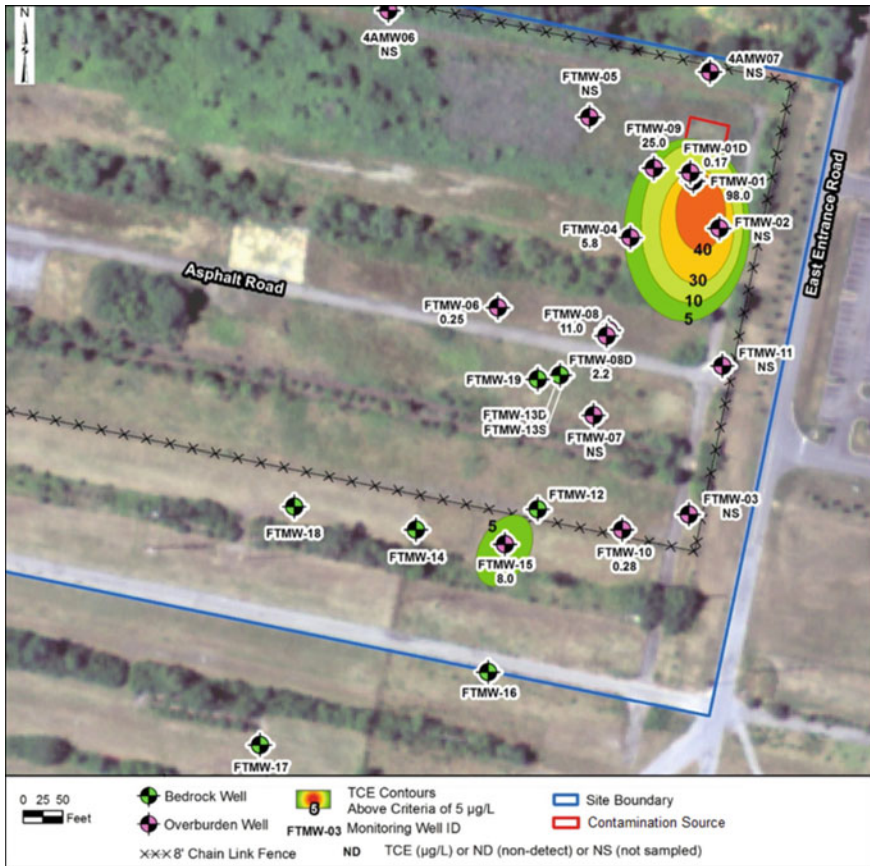 N
4AMW06
NS
4AMW07
NS
FTMW-05
NS
FTMW-09
25.0
FTMW-01D
0.17
FTMW-01
98.0
FTMW-02
NS
FTMW-04
5.8
40
30
10
5
East Entrance Road
Asphalt Road
FTMW-06
0.25
FTMW-08
11.0
FTMW-11
NS
FTMW-19
FTMW-08D
2.2
FTMW-13D
FTMW-13S
FTMW-07
NS
FTMW-12
FTMW-03
NS
FTMW-18
FTMW-14
5
FTMW-15
8.0
FTMW-10
0.28
FTMW-16
FTMW-17
0 25 50
Feet
Bedrock Well
Overburden Well
8' Chain Link Fence
5
TCE Contours
Above Criteria of 5 µg/L
FTMW-03 Monitoring Well ID
ND TCE (µg/L) or ND (non-detect) or NS (not sampled)
Site Boundary
Contamination Source